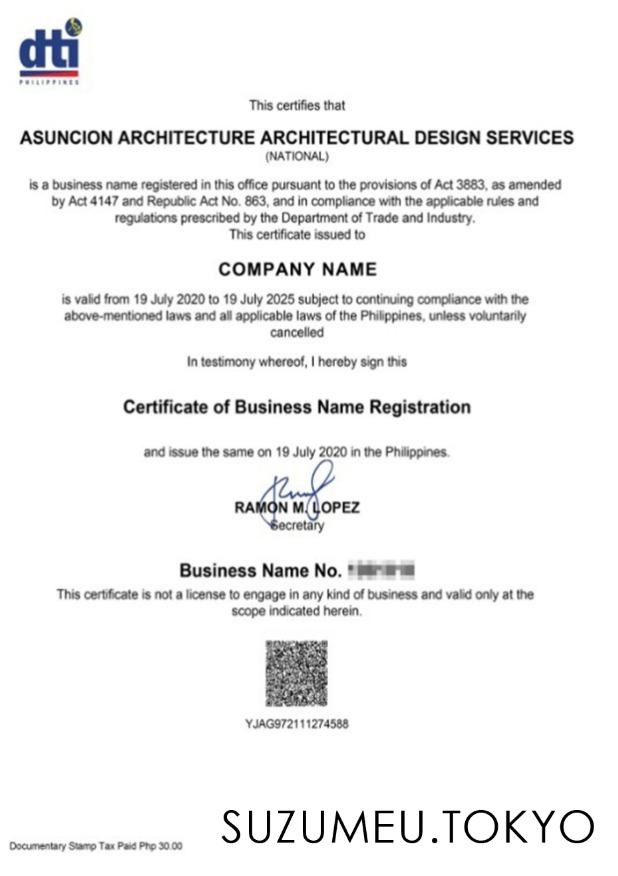 dti
PHILIPPINES
This certifies that
ASUNCION ARCHITECTURE ARCHITECTURAL DESIGN SERVICES
(NATIONAL)
is a business name registered in this office pursuant to the provisions of Act 3883, as amended
by Act 4147 and Republic Act No. 863, and in compliance with the applicable rules and
regulations prescribed by the Department of Trade and Industry.
This certificate issued to
COMPANY NAME
is valid from 19 July 2020 to 19 July 2025 subject to continuing compliance with the
above-mentioned laws and all applicable laws of the Philippines, unless voluntarily
cancelled
In testimony whereof, I hereby sign this
Certificate of Business Name Registration
and issue the same on 19 July 2020 in the Philippines.
RAMON M. LOPEZ
Secretary
Business Name No.
This certificate is not a license to engage in any kind of business and valid only at the
scope indicated herein.
YJAG972111274588
SUZUMEU.TOKYO
Documentary Stamp Tax Paid Php 30.00